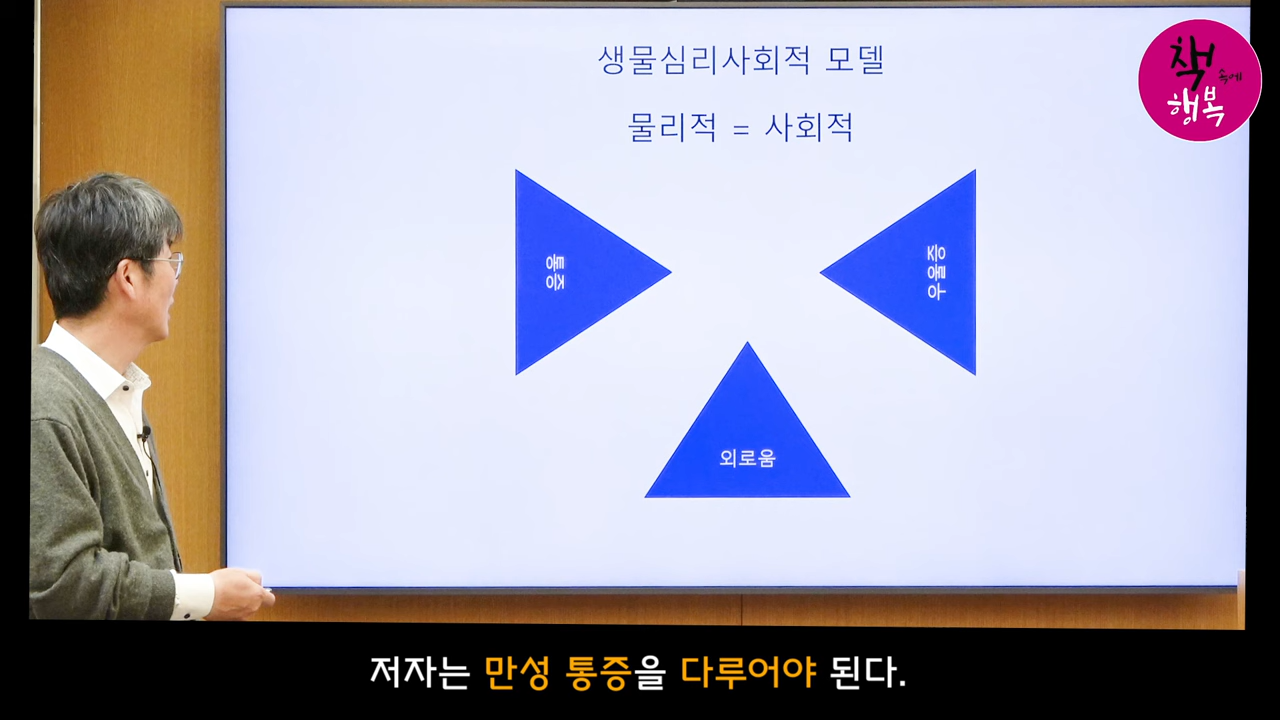 생물심리사회적 모델
물리적 = 사회적
통증
우울증
외로움
책
속에
행복
저자는 만성 통증을 다루어야 된다.